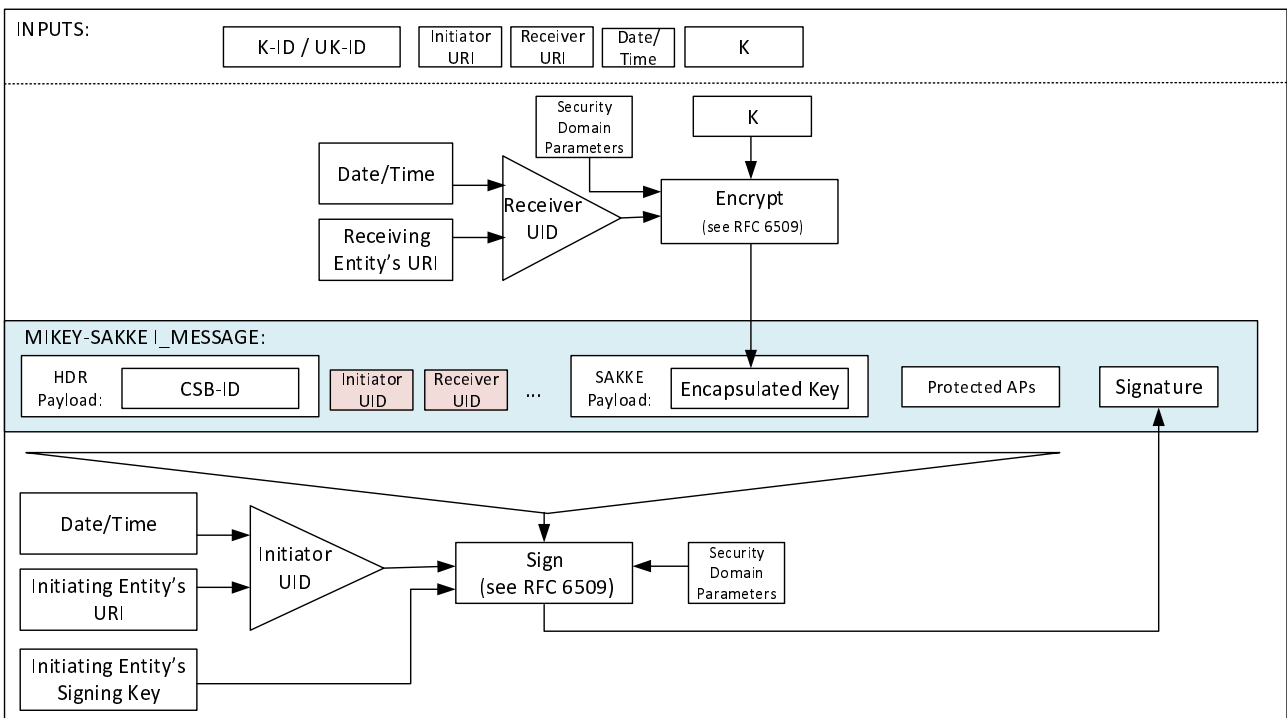 INPUTS:
K-ID / UK-ID
Initiator
URI
Receiver
URI
Date/
Time
K
Security
Domain
Parameters
K
Date/Time
Receiver
UID
Encrypt
(see RFC 6509)
Receiving
Entity’s URI
MIKEY-SAKKE I_MESSAGE:
HDR
Payload:
CSB-ID
Initiator
UID
Receiver
UID
...
SAKKE
Payload:
Encapsulated Key
Protected APs
Signature
Date/Time
Initiator
UID
Sign
(see RFC 6509)
Security
Domain
Parameters
Initiating Entity’s
URI
Initiating Entity’s
Signing Key